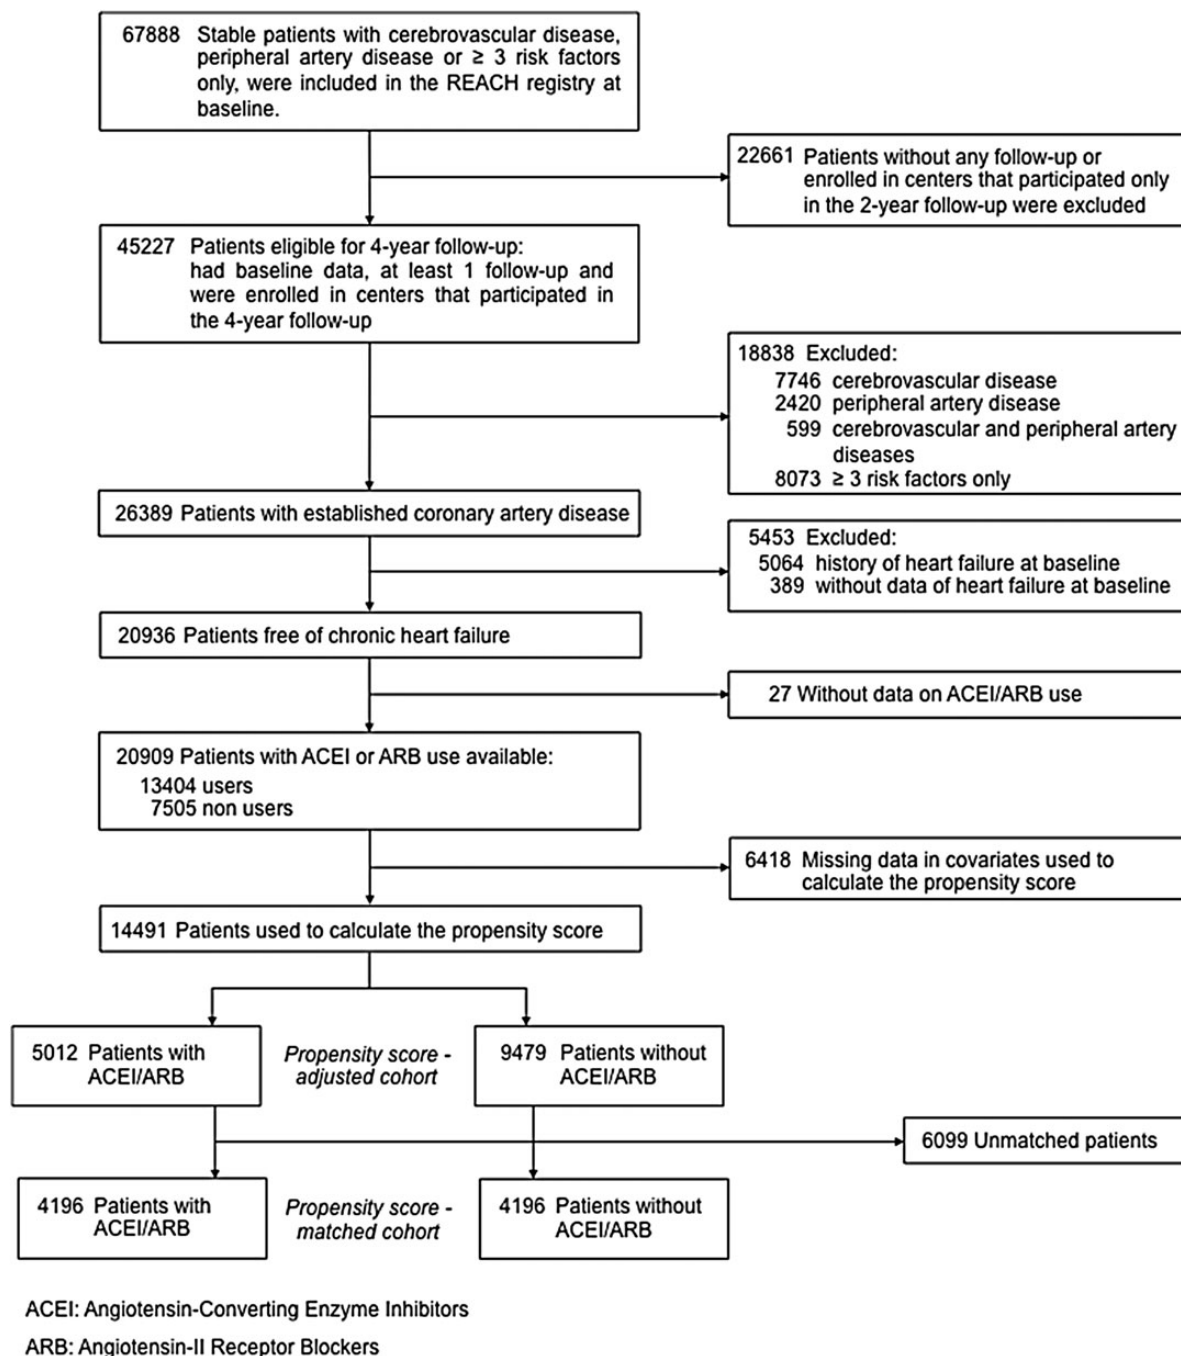 67888 Stable patients with cerebrovascular disease,
peripheral artery disease or ≥ 3 risk factors
only, were included in the REACH registry at
baseline.
22661 Patients without any follow-up or
enrolled in centers that participated only
in the 2-year follow-up were excluded
45227 Patients eligible for 4-year follow-up:
had baseline data, at least 1 follow-up and
were enrolled in centers that participated in
the 4-year follow-up
18838 Excluded:
7746 cerebrovascular disease
2420 peripheral artery disease
599 cerebrovascular and peripheral artery
diseases
8073 ≥ 3 risk factors only
26389 Patients with established coronary artery disease
5453 Excluded:
5064 history of heart failure at baseline
389 without data of heart failure at baseline
20936 Patients free of chronic heart failure
27 Without data on ACEI/ARB use
20909 Patients with ACEI or ARB use available:
13404 users
7505 non users
6418 Missing data in covariates used to
calculate the propensity score
14491 Patients used to calculate the propensity score
5012 Patients with
ACEI/ARB
Propensity score -
adjusted cohort
9479 Patients without
ACEI/ARB
6099 Unmatched patients
4196 Patients with
ACEI/ARB
Propensity score -
matched cohort
4196 Patients without
ACEI/ARB
ACEI: Angiotensin-Converting Enzyme Inhibitors
ARB: Angiotensin-II Receptor Blockers